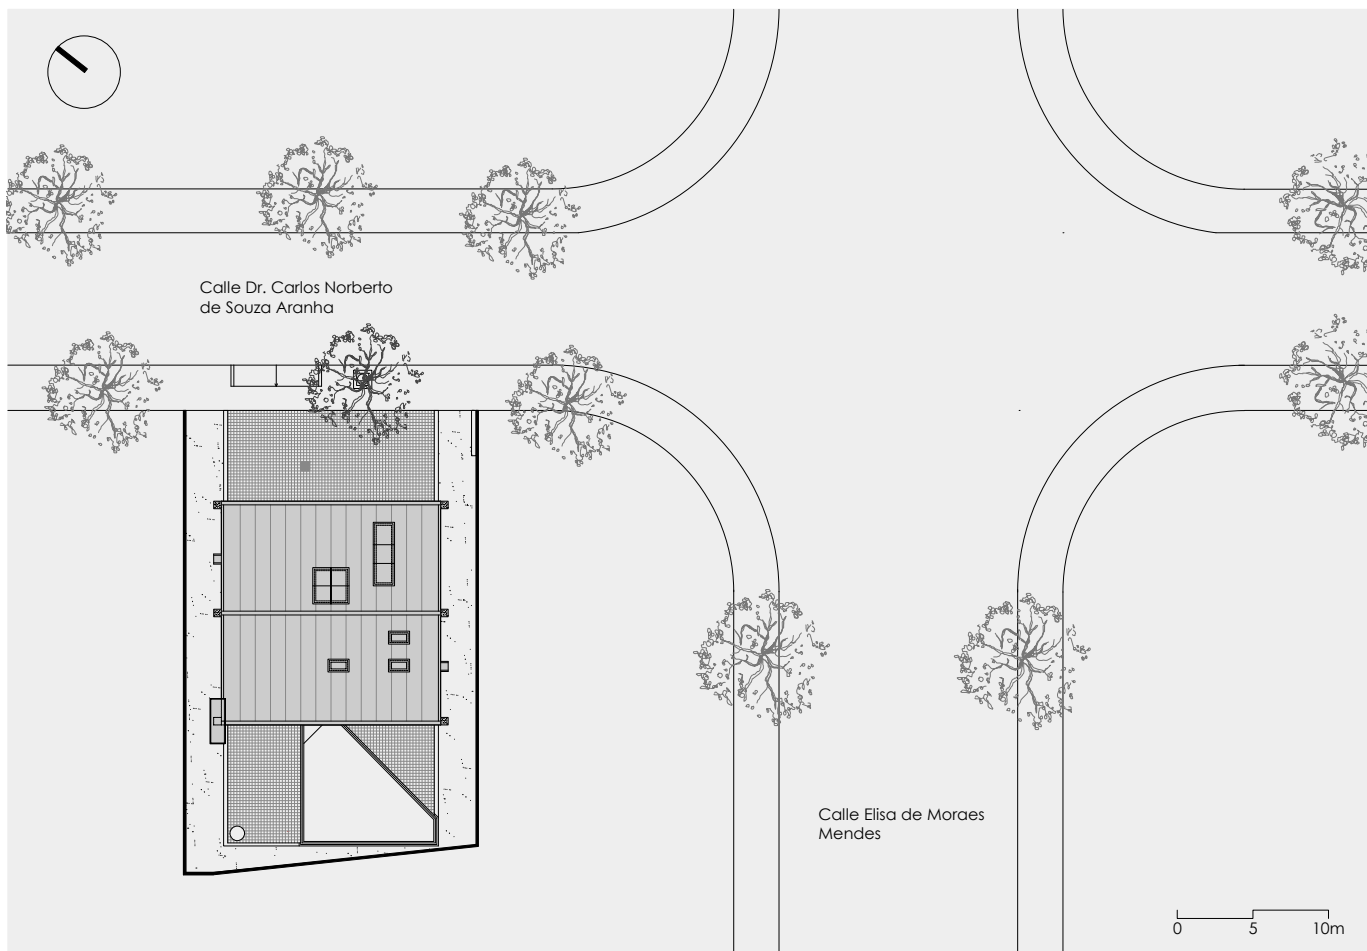 Calle Dr. Carlos Norberto
de Souza Aranha
Calle Elisa de Moraes
Mendes
0 5 10m